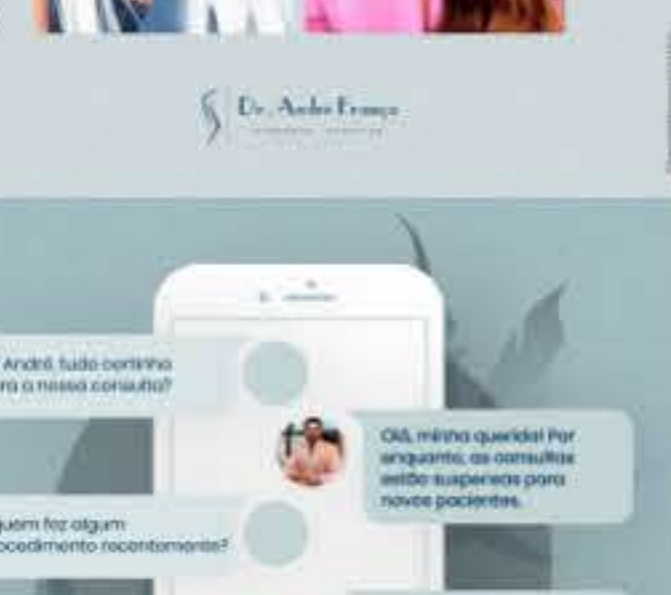 Dr. André França
André, tudo certinho
ra a nossa consulta?
Olá, minha querida! Por
enquanto, as consultas
estão suspensas para
novos pacientes.
uem fez algum
ocedimento recentemente?